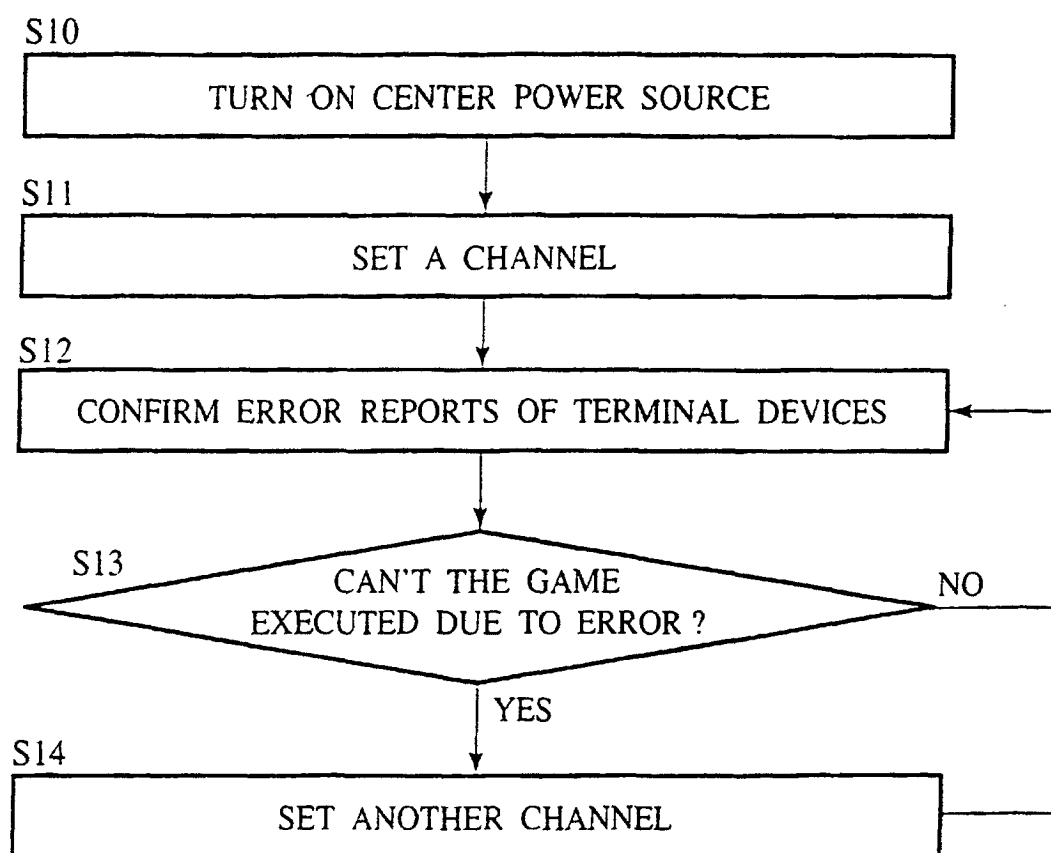 S10
TURN ON CENTER POWER SOURCE
S11
SET A CHANNEL
S12
CONFIRM ERROR REPORTS OF TERMINAL DEVICES
S13
CAN'T THE GAME
EXECUTED DUE TO ERROR ?
NO
YES
S14
SET ANOTHER CHANNEL